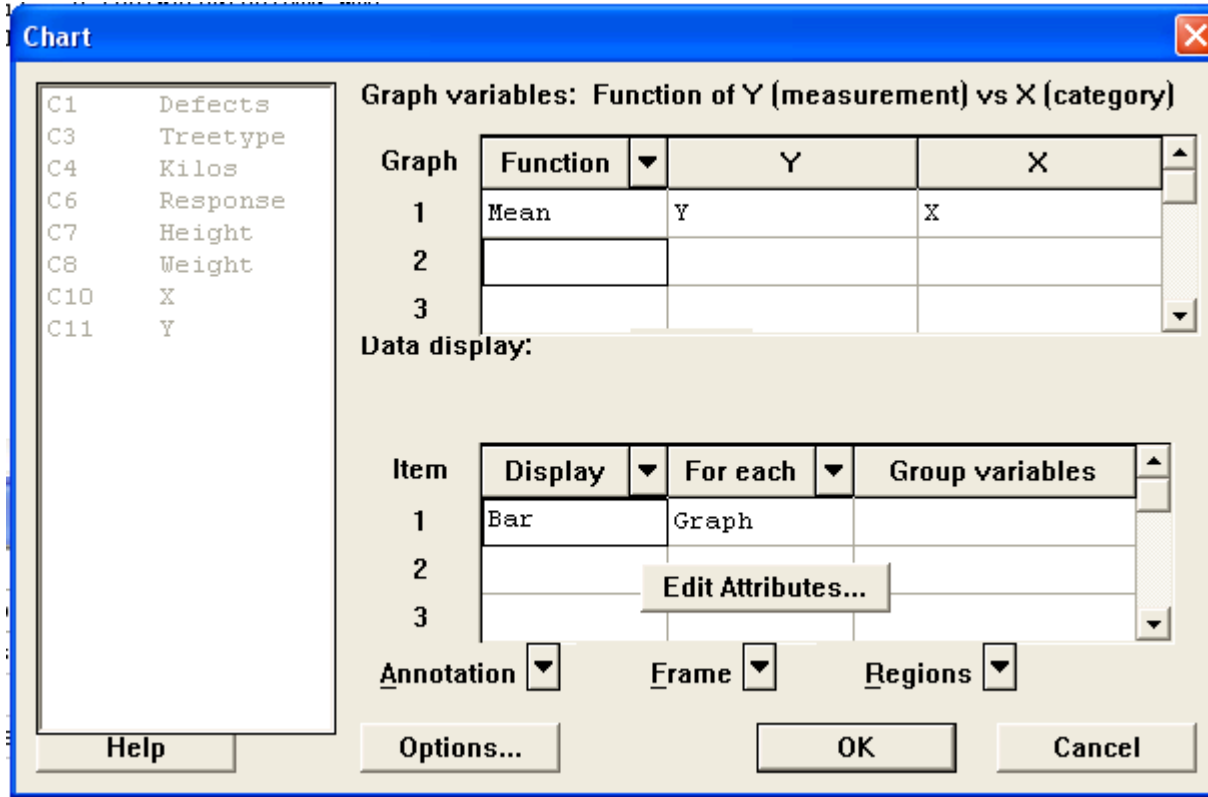 Chart
Graph variables: Function of Y (measurement) vs X (category)
C1 Defects
C3 Treetype
C4 Kilos
C6 Response
C7 Height
C8 Weight
C10 X
C11 Y
Graph Function Y X
1 Mean Y X
2
3
Data display:
Item Display For each Group variables
1 Bar Graph
2
Edit Attributes...
3
Annotation Frame Regions
Help Options... OK Cancel